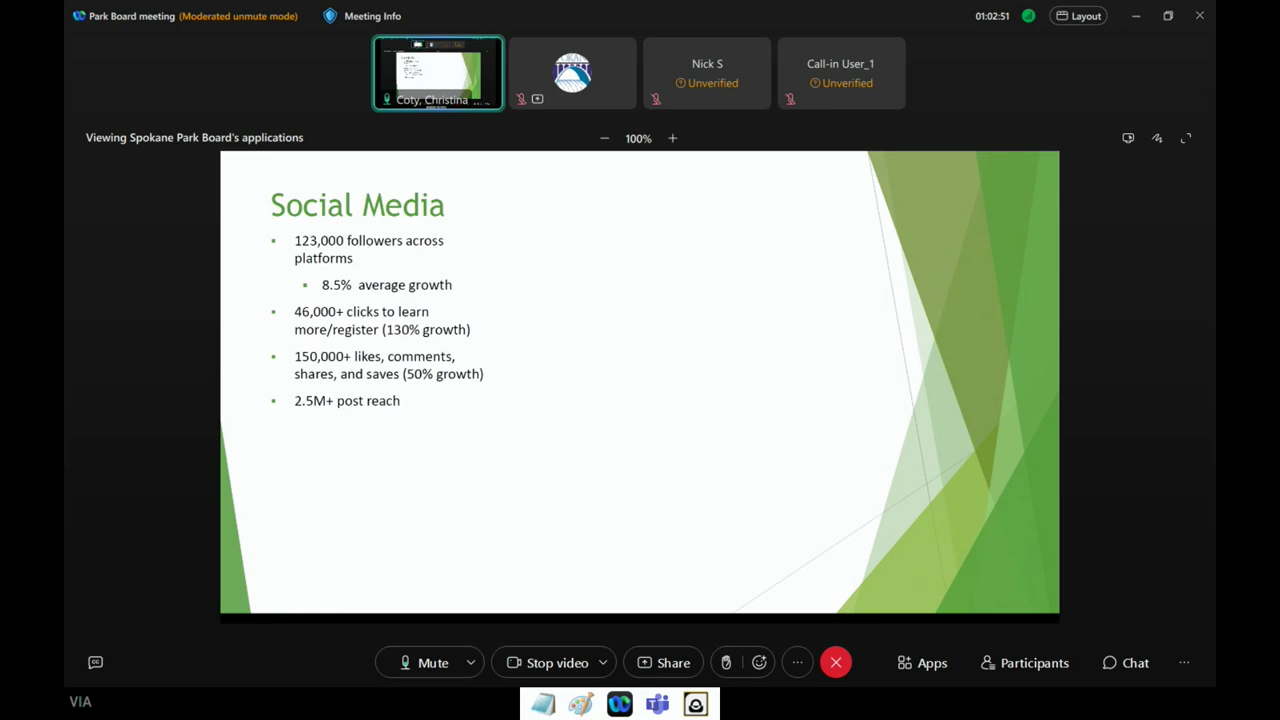 Park Board meeting (Moderated unmute mode)
Meeting Info
01:02:51
Layout
Coty, Christina
Nick S
Unverified
Call-in User_1
Unverified
Viewing Spokane Park Board's applications
100%
Social Media
123,000 followers across
platforms
8.5% average growth
46,000+ clicks to learn
more/register (130% growth)
150,000+ likes, comments,
shares, and saves (50% growth)
2.5M+ post reach
Mute
Stop video
Share
Apps
Participants
Chat
VIA